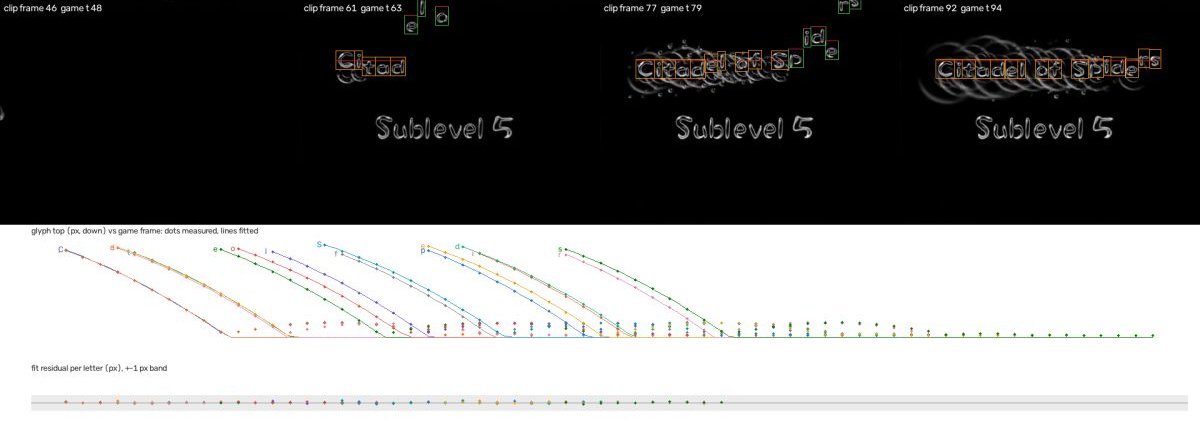 clip frame 46 game t 48
clip frame 61 game t 63
clip frame 77 game t 79
clip frame 92 game t 94
l
e o
Citad
Sublevel 5
rs
id
Citadel of Sp e
Sublevel 5
Citadel of Spiders
Sublevel 5
glyph top (px, down) vs game frame: dots measured, lines fitted
e o l S f p d s
fit residual per letter (px), +-1 px band